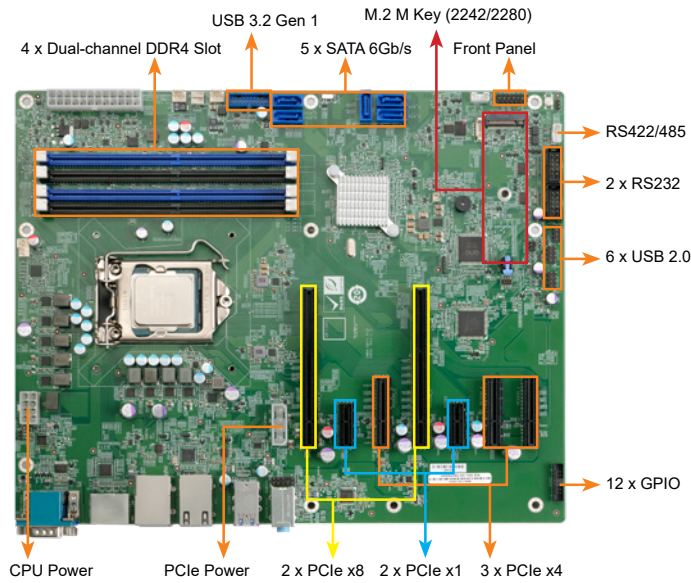 USB 3.2 Gen 1
M.2 M Key (2242/2280)
4 x Dual-channel DDR4 Slot
5 x SATA 6Gb/s
Front Panel
RS422/485
2 x RS232
6 x USB 2.0
12 x GPIO
CPU Power
PCIe Power
2 x PCIe x8
2 x PCIe x1
3 x PCIe x4